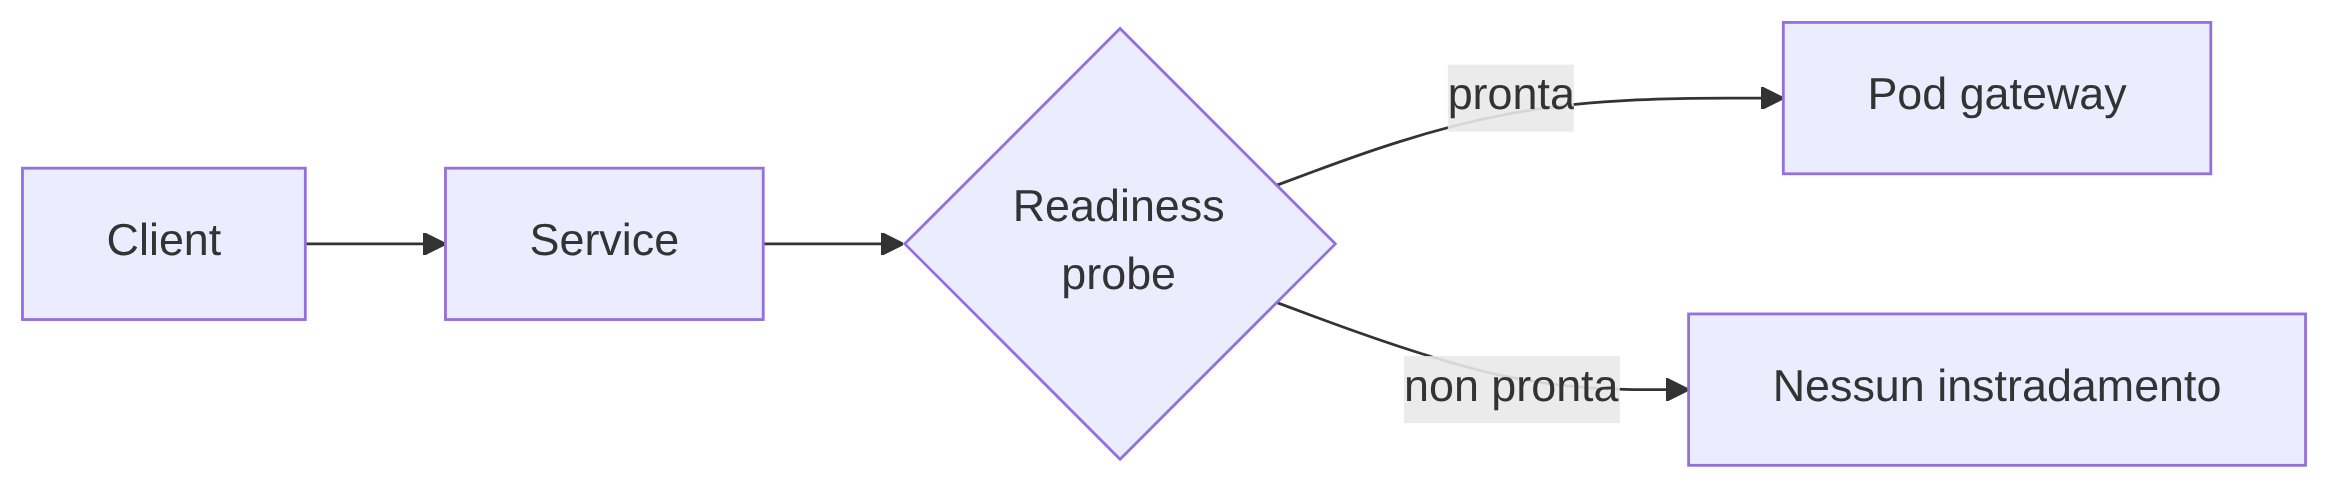 Client
Service
Readiness
probe
pronta
non pronta
Pod gateway
Nessun instradamento